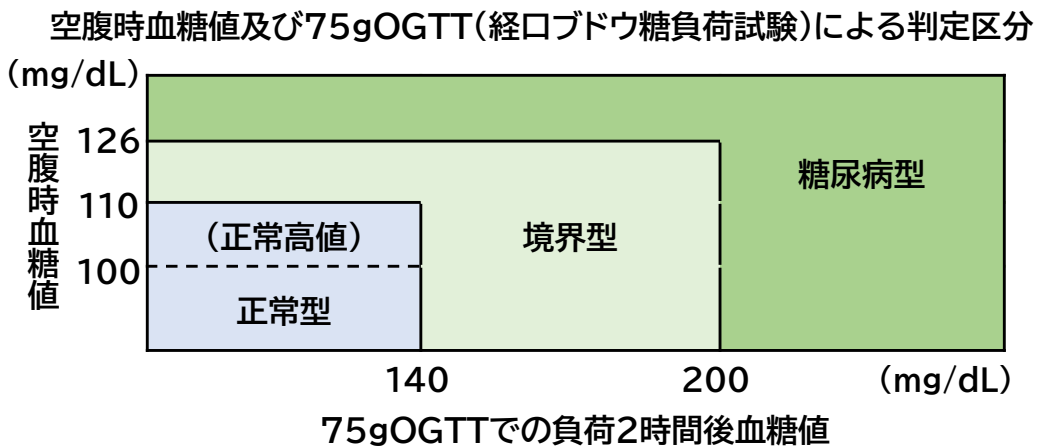 空腹時血糖値及び75gOGTT(経口ブドウ糖負荷試験)による判定区分
(mg/dL)
空腹時血糖値
126
110
100
糖尿病型
(正常高値)
境界型
正常型
140
200
(mg/dL)
75gOGTTでの負荷2時間後血糖値